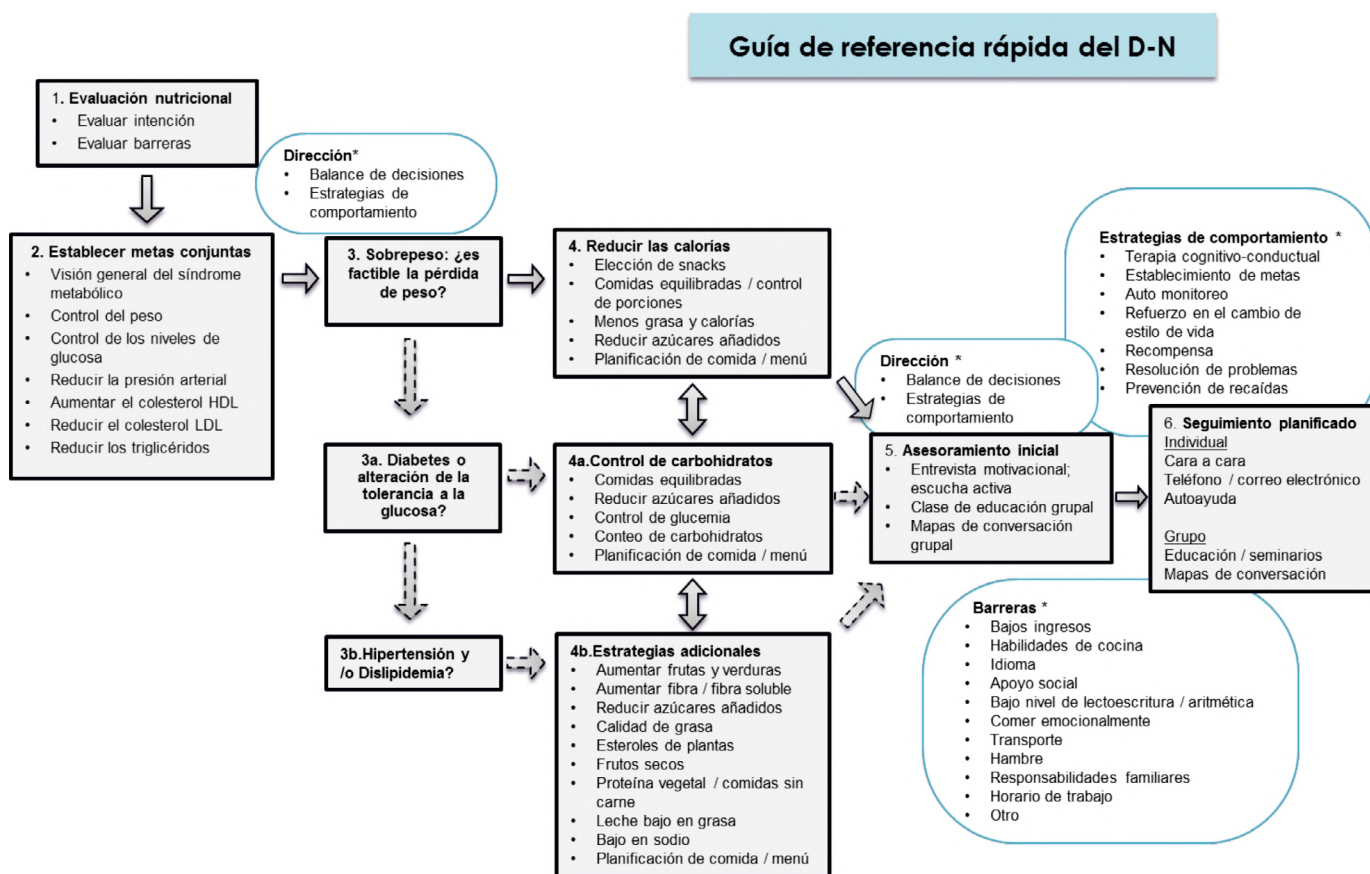 Guía de referencia rápida del D-N
1. Evaluación nutricional
• Evaluar intención
• Evaluar barreras
Dirección*
• Balance de decisiones
• Estrategias de
comportamiento
2. Establecer metas conjuntas
• Visión general del síndrome
metabólico
• Control del peso
• Control de los niveles de
glucosa
• Reducir la presión arterial
• Aumentar el colesterol HDL
• Reducir el colesterol LDL
• Reducir los triglicéridos
3. Sobrepeso: ¿es
factible la pérdida
de peso?
4. Reducir las calorías
• Elección de snacks
• Comidas equilibradas / control
de porciones
• Menos grasa y calorías
• Reducir azúcares añadidos
• Planificación de comida / menú
3a. Diabetes o
alteración de la
tolerancia a la
glucosa?
4a.Control de carbohidratos
• Comidas equilibradas
• Reducir azúcares añadidos
• Control de glucemia
• Conteo de carbohidratos
• Planificación de comida / menú
3b.Hipertensión y
/o Dislipidemia?
4b.Estrategias adicionales
• Aumentar frutas y verduras
• Aumentar fibra / fibra soluble
• Reducir azúcares añadidos
• Calidad de grasa
• Esteroles de plantas
• Frutos secos
• Proteína vegetal / comidas sin
carne
• Leche bajo en grasa
• Bajo en sodio
• Planificación de comida / menú
Dirección *
• Balance de decisiones
• Estrategias de
comportamiento
5. Asesoramiento inicial
• Entrevista motivacional;
escucha activa
• Clase de educación grupal
• Mapas de conversación
grupal
Estrategias de comportamiento *
• Terapia cognitivo-conductual
• Establecimiento de metas
• Auto monitoreo
• Refuerzo en el cambio de
estilo de vida
• Recompensa
• Resolución de problemas
• Prevención de recaídas
6. Seguimiento planificado
Individual
Cara a cara
Teléfono / correo electrónico
Autoayuda
Grupo
Educación / seminarios
Mapas de conversación
Barreras *
• Bajos ingresos
• Habilidades de cocina
• Idioma
• Apoyo social
• Bajo nivel de lectoescritura / aritmética
• Comer emocionalmente
• Transporte
• Hambre
• Responsabilidades familiares
• Horario de trabajo
• Otro